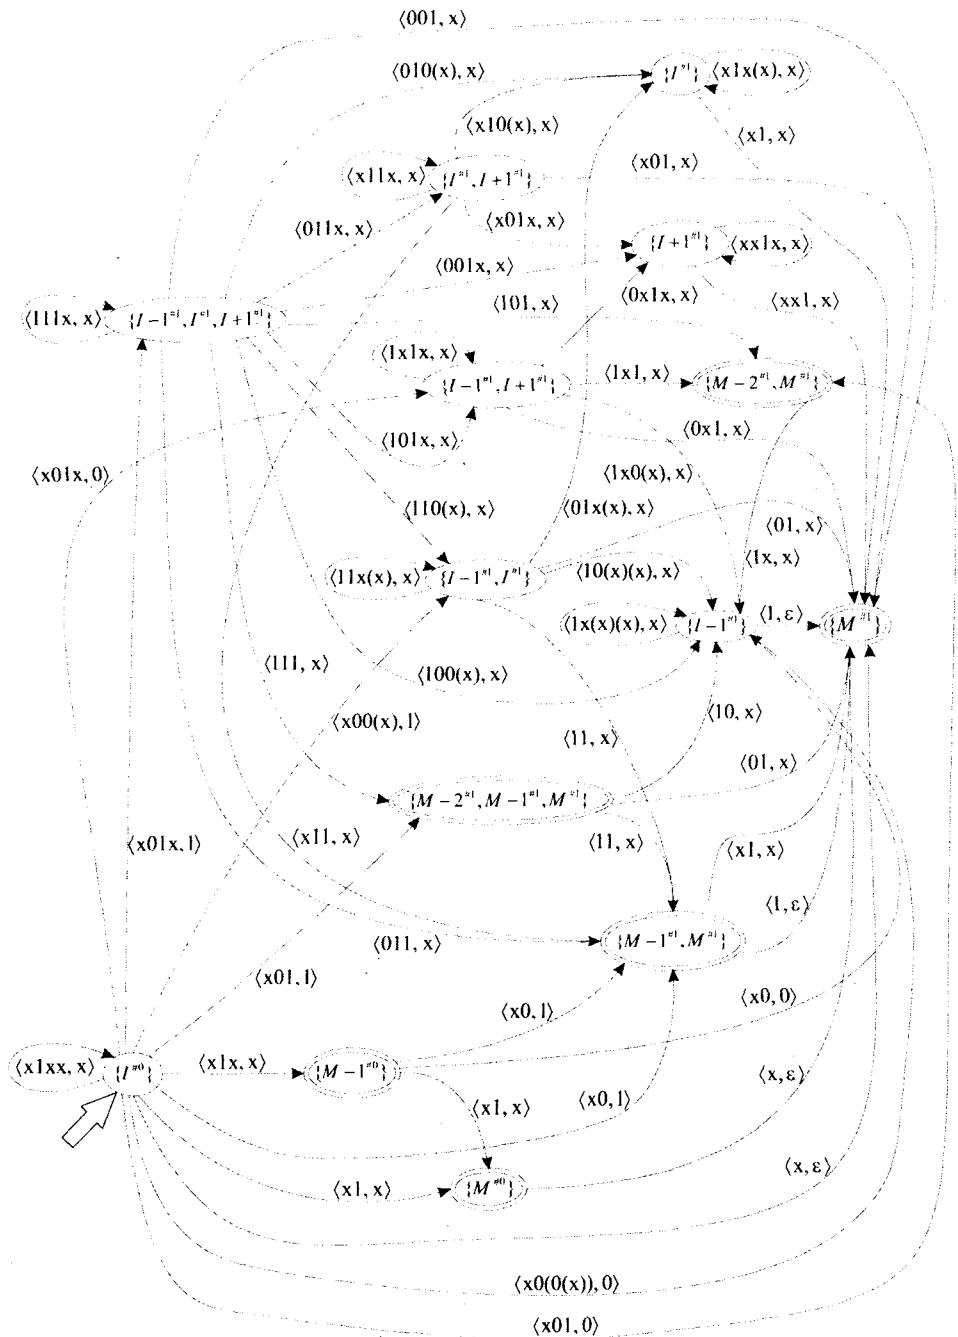 ⟨001, x⟩
⟨010(x), x⟩
{I^#1} ⟨x1x(x), x⟩
⟨x10(x), x⟩
⟨x1, x⟩
⟨x11x, x⟩ {I^#1, I+1^#1} ⟨x01, x⟩
⟨011x, x⟩ ⟨x01x, x⟩
{I+1^#1} ⟨xx1x, x⟩
⟨001x, x⟩
⟨101, x⟩ ⟨0x1x, x⟩ ⟨xx1, x⟩
⟨111x, x⟩ {I−1^#1, I^#1, I+1^#1}
⟨1x1x, x⟩
{I−1^#1, I+1^#1} ⟨1x1, x⟩ {M−2^#1, M^#1}
⟨101x, x⟩ ⟨0x1, x⟩
⟨x01x, 0⟩ ⟨1x0(x), x⟩
⟨110(x), x⟩ ⟨01x(x), x⟩
⟨01, x⟩
⟨1x, x⟩
⟨11x(x), x⟩ {I−1^#1, I^#1} ⟨10(x)(x), x⟩
⟨1x(x)(x), x⟩ {I−1^#1} ⟨1, ε⟩ {M^#1}
⟨111, x⟩ ⟨100(x), x⟩
⟨x00(x), 1⟩ ⟨10, x⟩
⟨11, x⟩
⟨01, x⟩
{M−2^#1, M−1^#1, M^#1}
⟨x01x, 1⟩ ⟨x11, x⟩ ⟨11, x⟩ ⟨x1, x⟩
⟨1, ε⟩
⟨011, x⟩ {M−1^#1, M^#1}
⟨x01, 1⟩
⟨x0, 1⟩ ⟨x0, 0⟩
⟨x1xx, x⟩ {I^#0} ⟨x1x, x⟩ {M−1^#0}
⟨x1, x⟩ ⟨x0, 1⟩ ⟨x, ε⟩
⟨x1, x⟩ {M^#0} ⟨x, ε⟩
⟨x0(0(x)), 0⟩
⟨x01, 0⟩